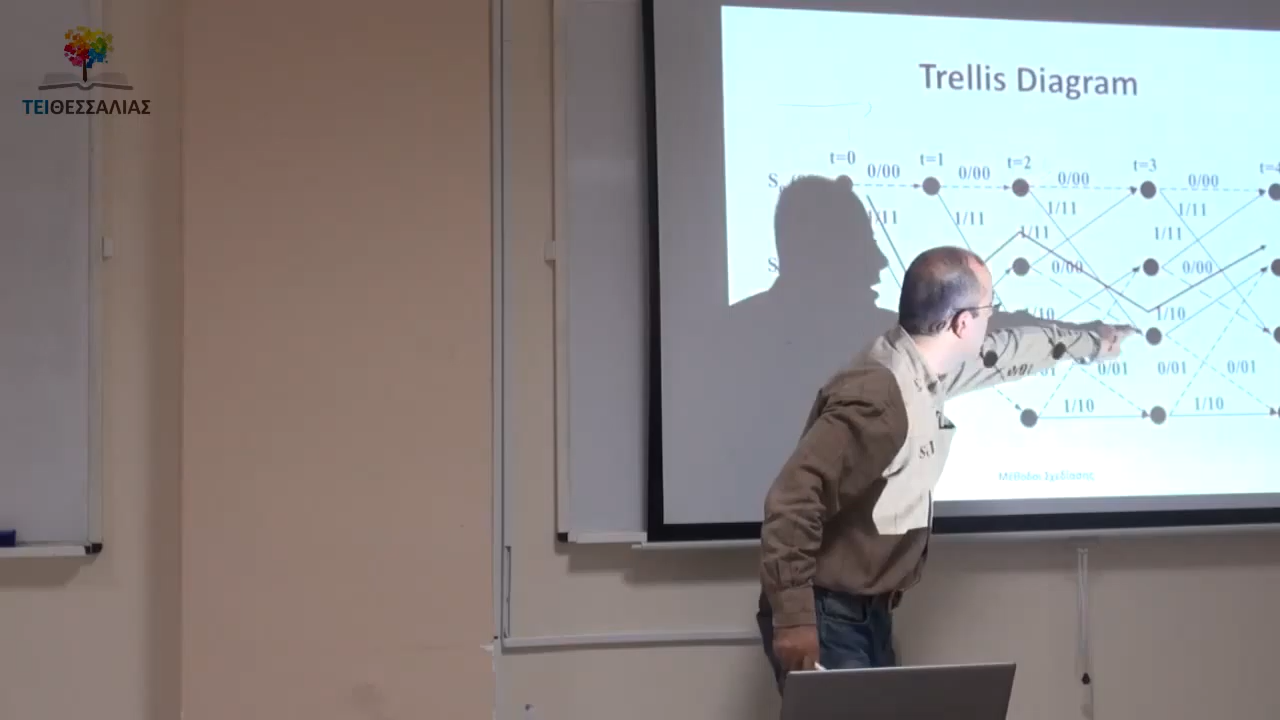 ΤΕΙΘΕΣΣΑΛΙΑΣ
Trellis Diagram
t=0 t=1 t=2 t=3
0/00 0/00 0/00 0/00
1/11 1/11 1/11
1/11 1/11
0/00 0/00
1/10
0/01 0/01 0/01
1/10 1/10
Μέθοδοι Σχεδίασης